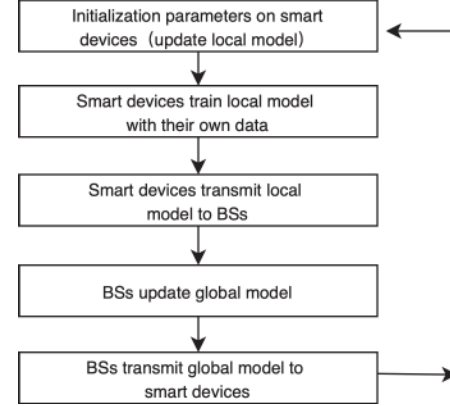 Initialization parameters on smart
devices（update local model）
Smart devices train local model
with their own data
Smart devices transmit local
model to BSs
BSs update global model
BSs transmit global model to
smart devices